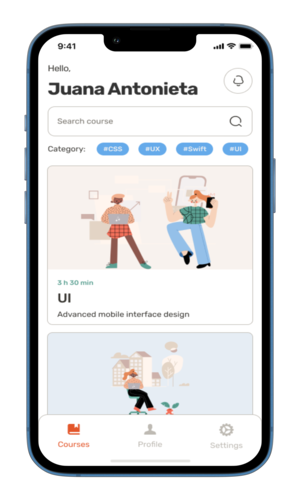 9:41
Hello,
Juana Antonieta
Search course
Category: #CSS #UX #Swift #UI
3 h 30 min
UI
Advanced mobile interface design
Courses Profile Settings